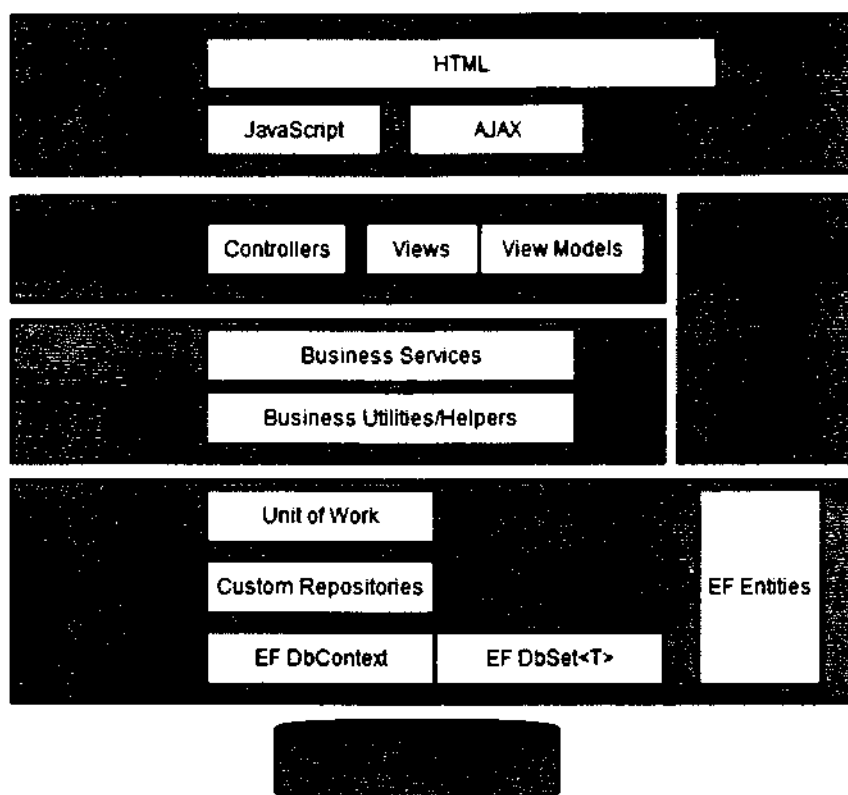 HTML
JavaScript
AJAX
Controllers
Views
View Models
Business Services
Business Utilities/Helpers
Unit of Work
Custom Repositories
EF Entities
EF DbContext
EF DbSet<T>